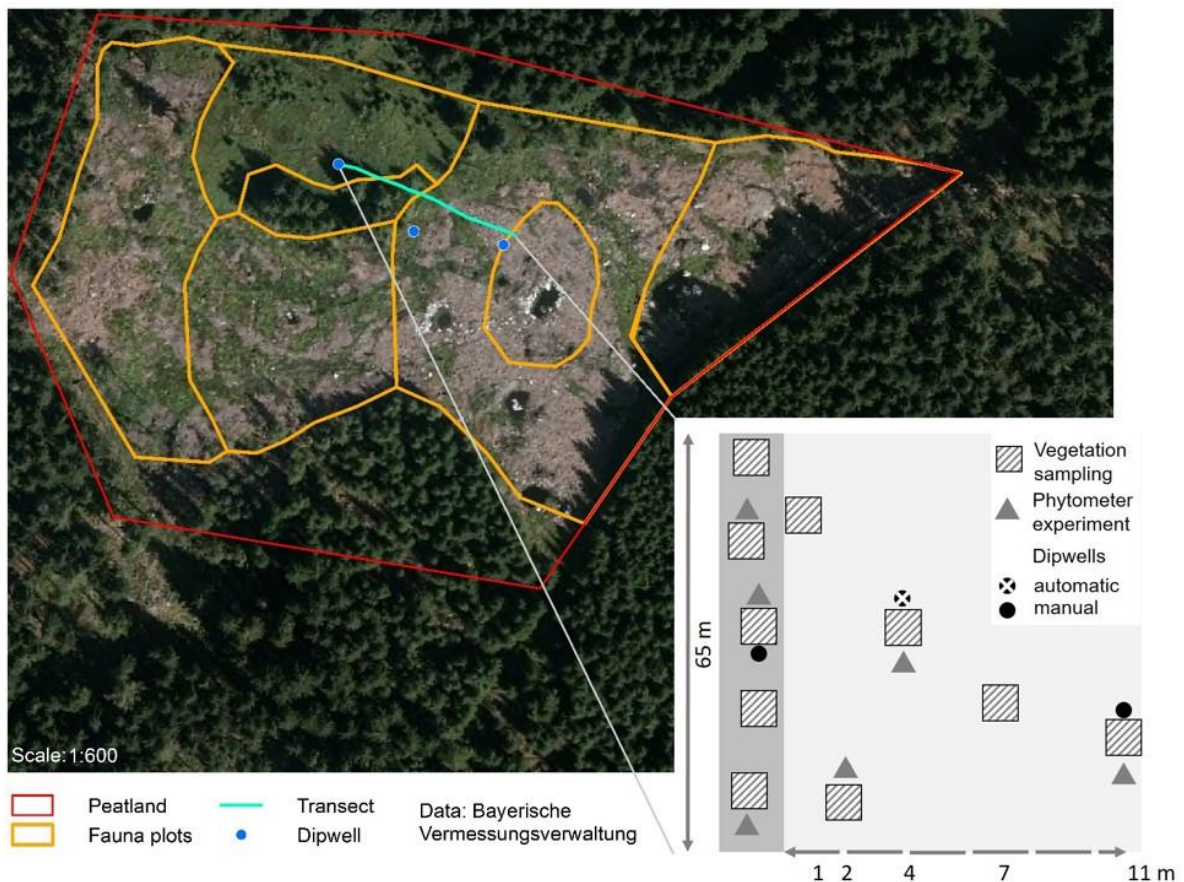 Vegetation
sampling
Phytometer
experiment
Dipwells
automatic
manual
65 m
1 2 4 7 11 m
Scale:1:600
Peatland
Transect
Data: Bayerische
Fauna plots
Dipwell
Vermessungsverwaltung